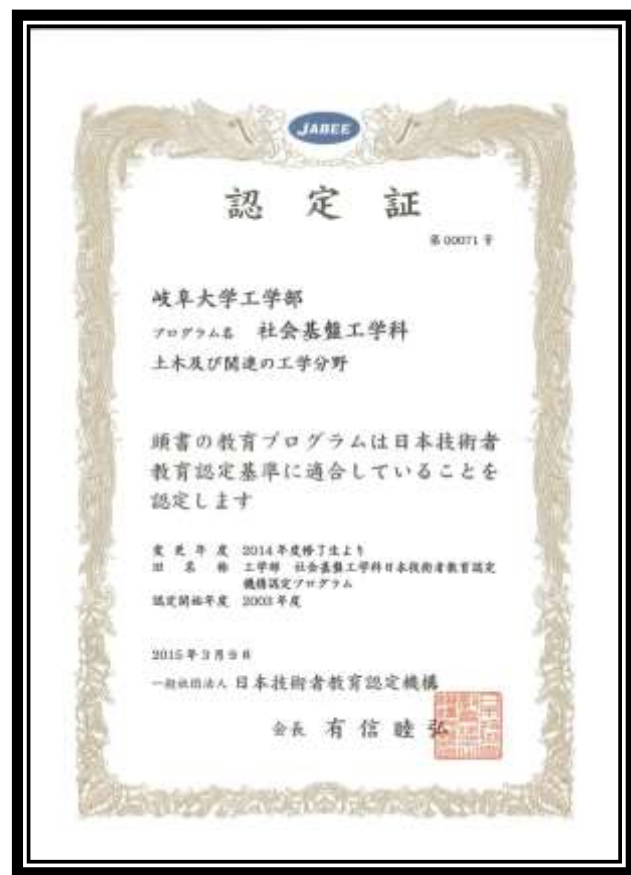 JABEE
認定証
第00071号
岐阜大学工学部
プログラム名 社会基盤工学科
土木及び関連の工学分野
頭書の教育プログラムは日本技術者
教育認定基準に適合していることを
認定します
変更年度 2014年度修了生より
旧名称 工学部 社会基盤工学科日本技術者教育認定
機構認定プログラム
認定開始年度 2003年度
2015年3月9日
一般社団法人 日本技術者教育認定機構
会長 有信睦弘